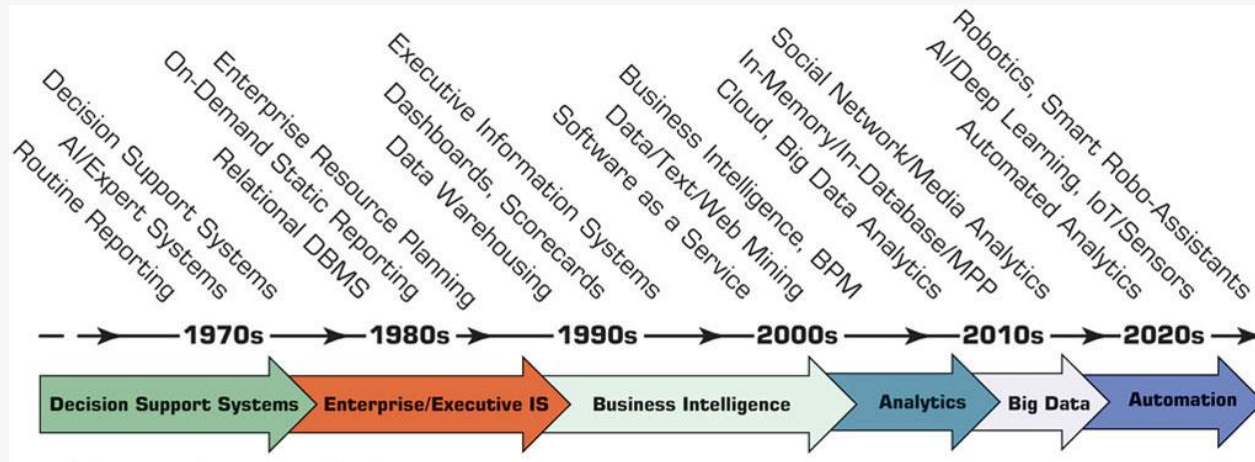 Routine Reporting
AI/Expert Systems
Decision Support Systems
Relational DBMS
On-Demand Static Reporting
Enterprise Resource Planning
Data Warehousing
Dashboards, Scorecards
Executive Information Systems
Software as a Service
Data/Text/Web Mining
Business Intelligence, BPM
Cloud, Big Data Analytics
In-Memory/In-Database/MPP
Social Network/Media Analytics
Automated Analytics
AI/Deep Learning, IoT/Sensors
Robotics, Smart Robo-Assistants
1970s 1980s 1990s 2000s 2010s 2020s
Decision Support Systems Enterprise/Executive IS Business Intelligence Analytics Big Data Automation